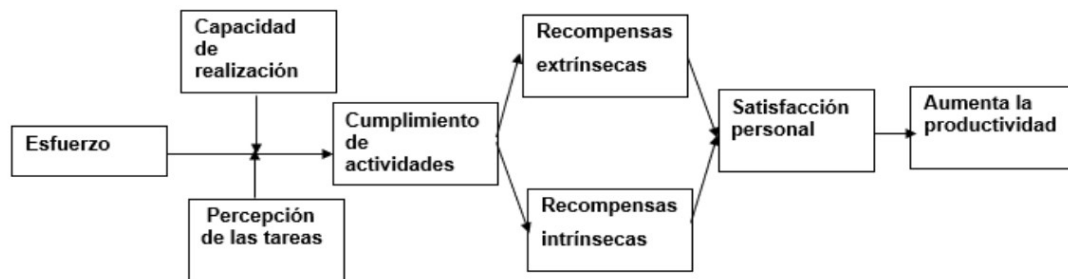 Capacidad
de
realización
Esfuerzo
Percepción
de las tareas
Cumplimiento
de
actividades
Recompensas
extrínsecas
Recompensas
intrínsecas
Satisfacción
personal
Aumenta la
productividad